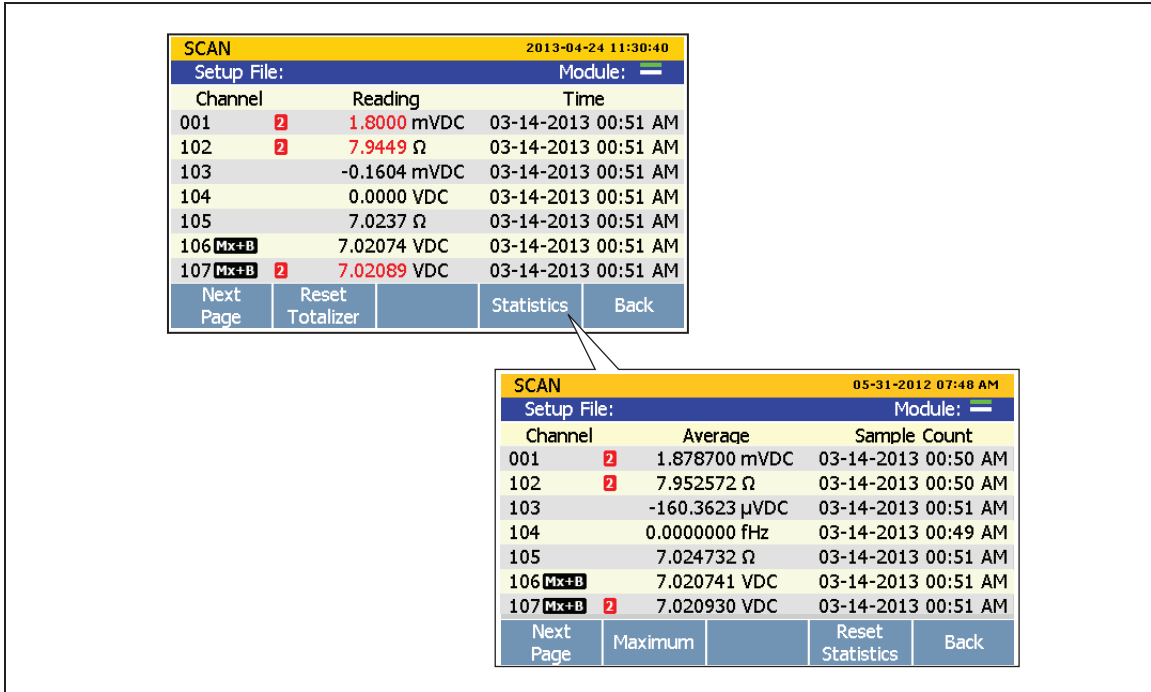 SCAN 2013-04-24 11:30:40
Setup File: Module:
Channel Reading Time
001 2 1.8000 mVDC 03-14-2013 00:51 AM
102 2 7.9449 Ω 03-14-2013 00:51 AM
103 -0.1604 mVDC 03-14-2013 00:51 AM
104 0.0000 VDC 03-14-2013 00:51 AM
105 7.0237 Ω 03-14-2013 00:51 AM
106 Mx+B 7.02074 VDC 03-14-2013 00:51 AM
107 Mx+B 2 7.02089 VDC 03-14-2013 00:51 AM
Next Page Reset Totalizer Statistics Back
SCAN 05-31-2012 07:48 AM
Setup File: Module:
Channel Average Sample Count
001 2 1.878700 mVDC 03-14-2013 00:50 AM
102 2 7.952572 Ω 03-14-2013 00:50 AM
103 -160.3623 µVDC 03-14-2013 00:51 AM
104 0.0000000 fHz 03-14-2013 00:49 AM
105 7.024732 Ω 03-14-2013 00:51 AM
106 Mx+B 7.020741 VDC 03-14-2013 00:51 AM
107 Mx+B 2 7.020930 VDC 03-14-2013 00:51 AM
Next Page Maximum Reset Statistics Back